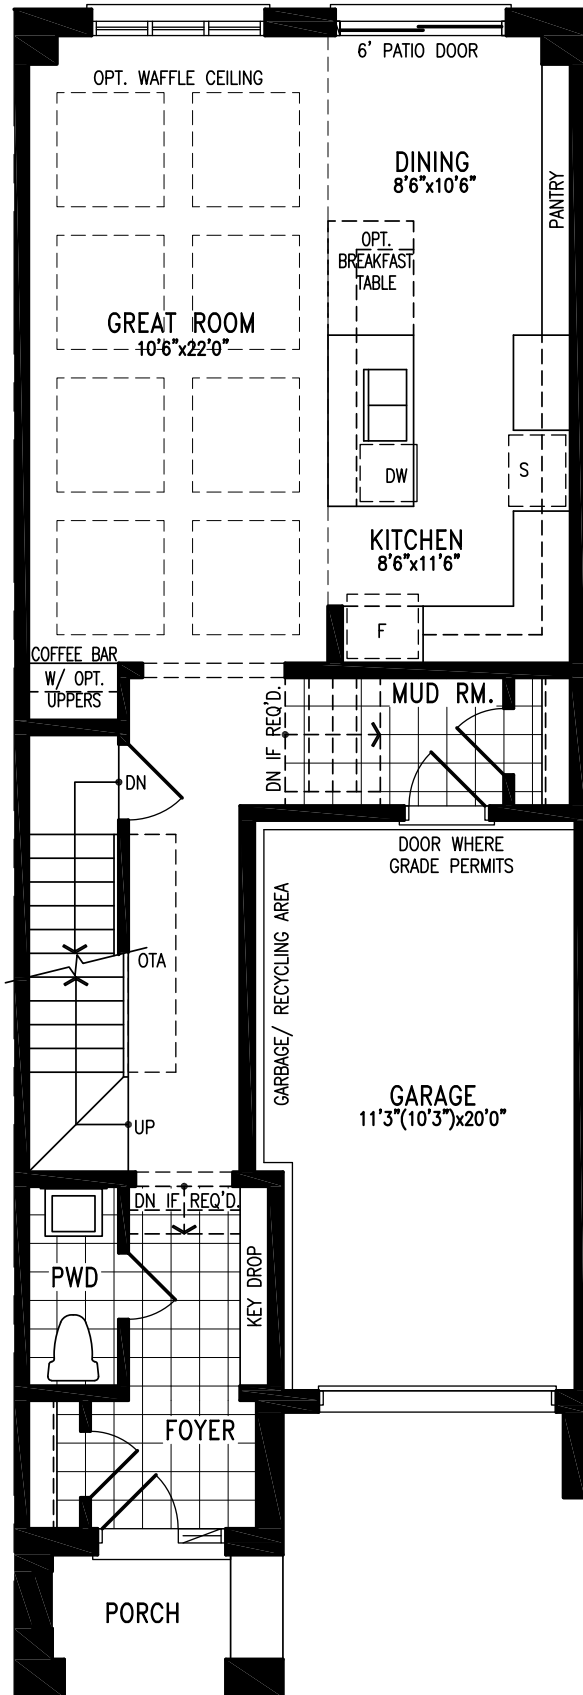 6' PATIO DOOR
OPT. WAFFLE CEILING
DINING
8'6"x10'6"
PANTRY
OPT.
BREAKFAST
TABLE
GREAT ROOM
10'6"x22'0"
DW
S
KITCHEN
8'6"x11'6"
F
COFFEE BAR
W/ OPT.
UPPERS
DN IF REQ'D.
MUD RM.
DN
DOOR WHERE
GRADE PERMITS
GARBAGE/ RECYCLING AREA
OTA
GARAGE
11'3"(10'3")x20'0"
UP
DN IF REQ'D.
PWD
KEY DROP
FOYER
PORCH